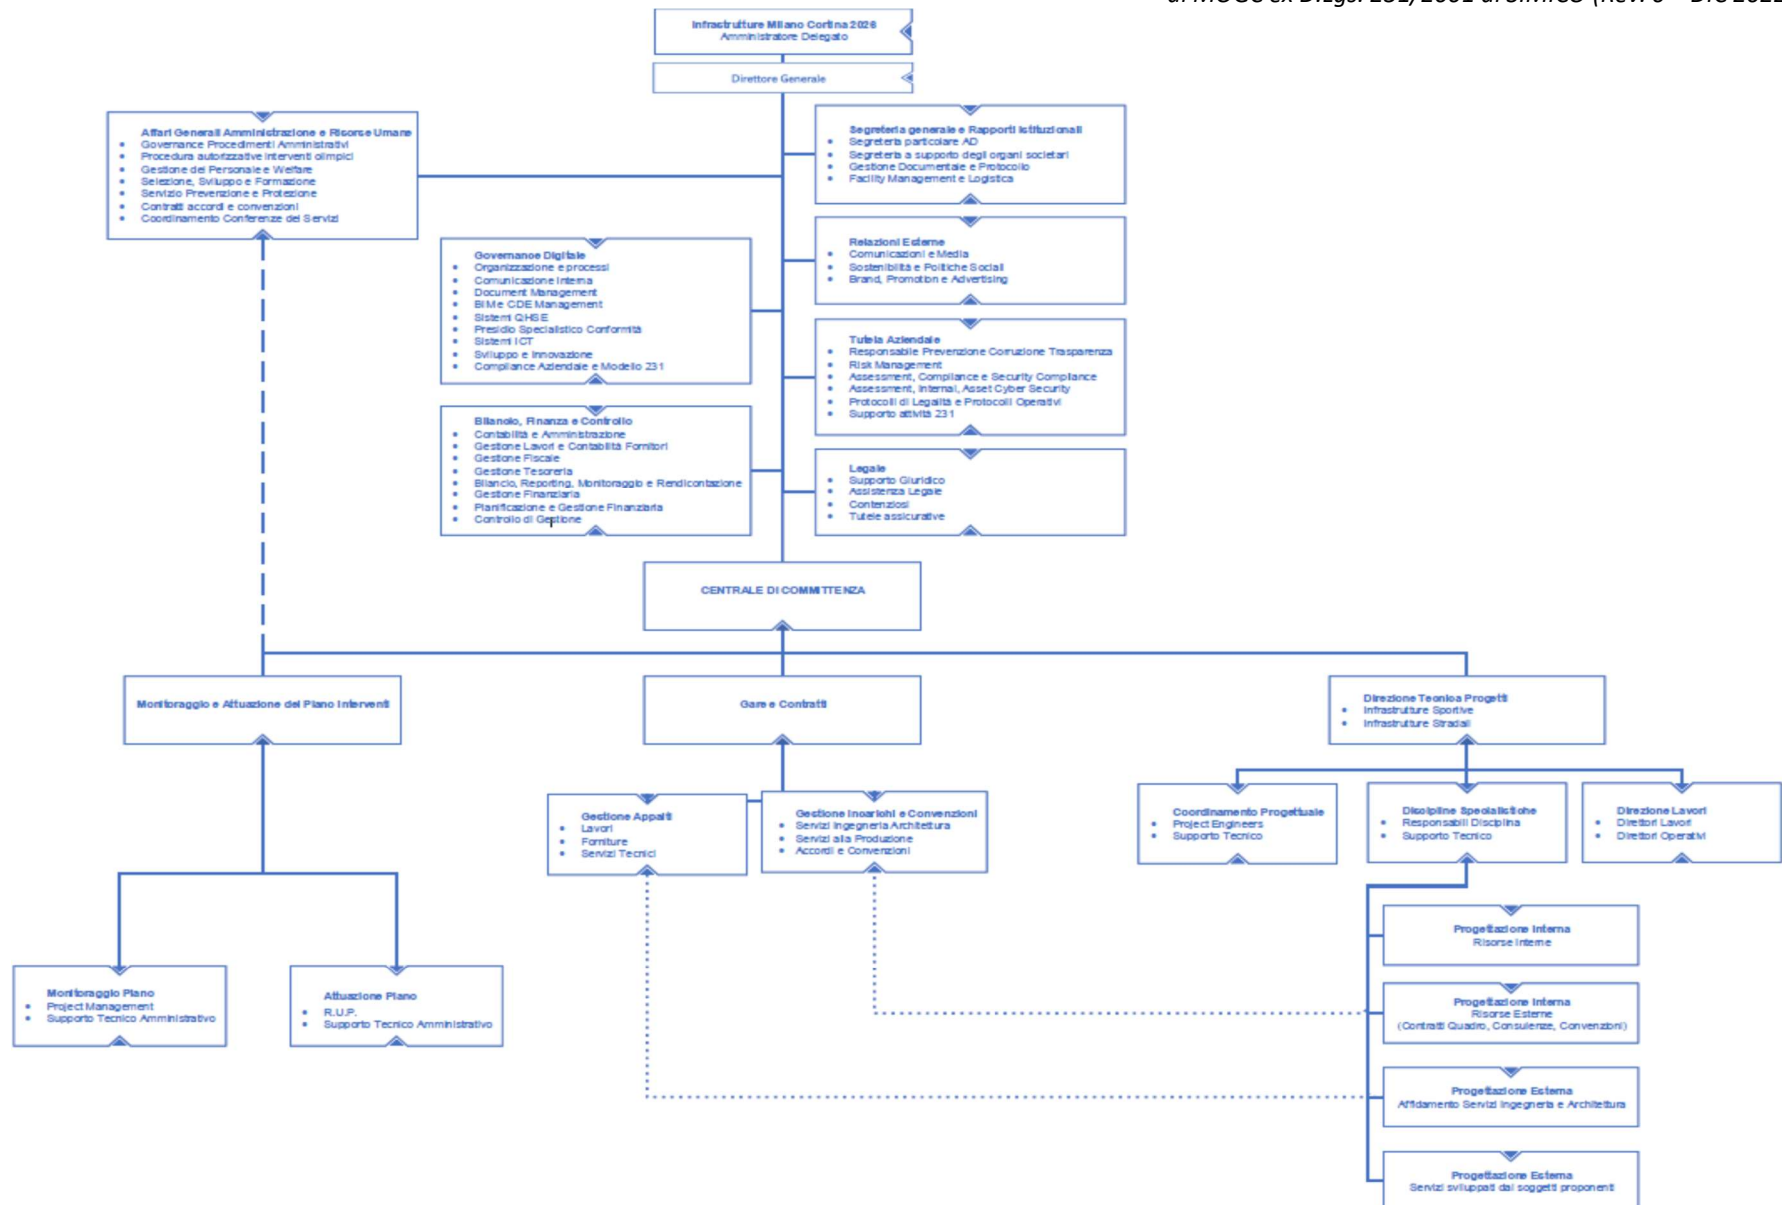 Infrastrutture Milano Cortina 2026
Amministratore Delegato
Direttore Generale
Affari Generali Amministrazione e Risorse Umane
• Governance Procedimenti Amministrativi
• Procedura autorizzative interventi olimpici
• Gestione del Personale e Welfare
• Selezione, Sviluppo e Formazione
• Servizio Prevenzione e Protezione
• Contratti accordi e convenzioni
• Coordinamento Conferenze dei Servizi
Segreteria generale e Rapporti Istituzionali
• Segreteria particolare AD
• Segreteria a supporto degli organi societari
• Gestione Documentale e Protocollo
• Facility Management e Logistica
Governance Digitale
• Organizzazione e processi
• Comunicazione Interna
• Document Management
• BIM e CDE Management
• Sistemi QHSE
• Presidio Specialistico Conformità
• Sistemi ICT
• Sviluppo e Innovazione
• Compliance Aziendale e Modello 231
Relazioni Esterne
• Comunicazioni e Media
• Sostenibilità e Politiche Sociali
• Brand, Promotion e Advertising
Tutela Aziendale
• Responsabile Prevenzione Corruzione Trasparenza
• Risk Management
• Assessment, Compliance e Security Compliance
• Assessment, Internal, Asset Cyber Security
• Protocolli di Legalità e Protocolli Operativi
• Supporto attività 231
Bilancio, Finanza e Controllo
• Contabilità e Amministrazione
• Gestione Lavori e Contabilità Fornitori
• Gestione Fiscale
• Gestione Tesoreria
• Bilancio, Reporting, Monitoraggio e Rendicontazione
• Gestione Finanziaria
• Planificazione e Gestione Finanziaria
• Controllo di Gestione
Legale
• Supporto Giuridico
• Assistenza Legale
• Contenziosi
• Tutele assicurative
CENTRALE DI COMMITTENZA
Monitoraggio e Attuazione del Piano Interventi
Gare e Contratti
Direzione Tecnica Progetti
• Infrastrutture Sportive
• Infrastrutture Stradali
Gestione Appalti
• Lavori
• Forniture
• Servizi Tecnici
Gestione Incarichi e Convenzioni
• Servizi Ingegneria Architettura
• Servizi alla Produzione
• Accordi e Convenzioni
Coordinamento Progettuale
• Project Engineers
• Supporto Tecnico
Discipline Specialistiche
• Responsabili Disciplina
• Supporto Tecnico
Direzione Lavori
• Direttori Lavori
• Direttori Operativi
Monitoraggio Piano
• Project Management
• Supporto Tecnico Amministrativo
Attuazione Piano
• R.U.P.
• Supporto Tecnico Amministrativo
Progettazione Interna
Risorse Interne
Progettazione Interna
Risorse Esterne
(Contratti Quadro, Consulenze, Convenzioni)
Progettazione Esterna
Affidamento Servizi Ingegneria e Architettura
Progettazione Esterna
Servizi sviluppati dai soggetti proponenti